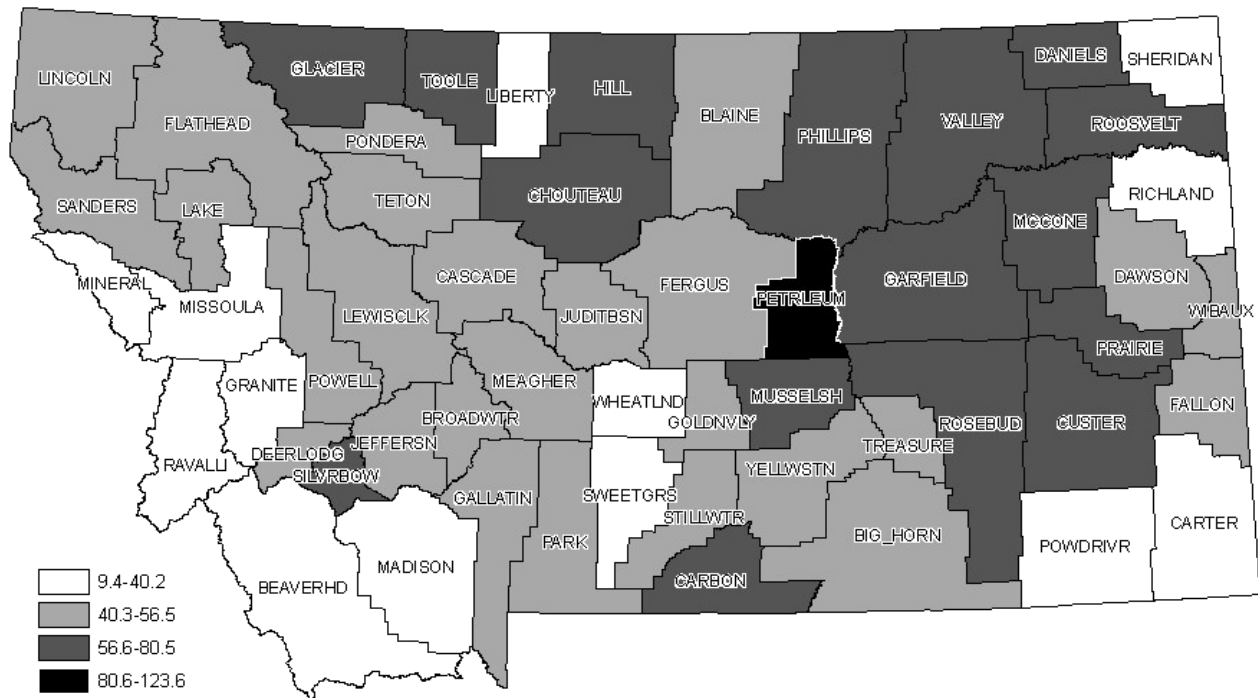 LINCOLN
FLATHEAD
GLACIER
TOOLE
LIBERTY
HILL
BLAINE
PHILLIPS
VALLEY
DANIELS
SHERIDAN
ROOSVELT
PONDERA
TETON
CHOUTEAU
RICHLAND
SANDERS
LAKE
MCCONE
MINERAL
MISSOULA
CASCADE
LEWISCLK
JUDITBSN
FERGUS
PETRLEUM
GARFIELD
DAWSON
WIBAUX
PRAIRIE
GRANITE
POWELL
MEAGHER
BROADWTR
WHEATLND
GOLDNVLY
MUSSELSH
TREASURE
ROSEBUD
CUSTER
FALLON
RAVALLI
DEERLODG
JEFFERSN
SILVRBOW
GALLATIN
PARK
SWEETGRS
STILLWTR
YELLWSTN
BIG_HORN
POWDRIVR
CARTER
BEAVERHD
MADISON
CARBON
9.4-40.2
40.3-56.5
56.6-80.5
80.6-123.6